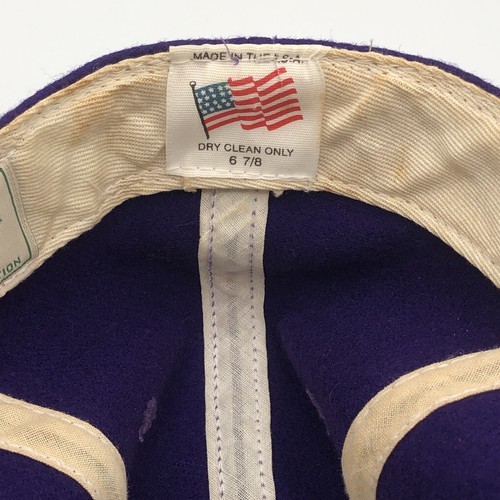 MADE IN THE U.S.A.
DRY CLEAN ONLY
6 7/8